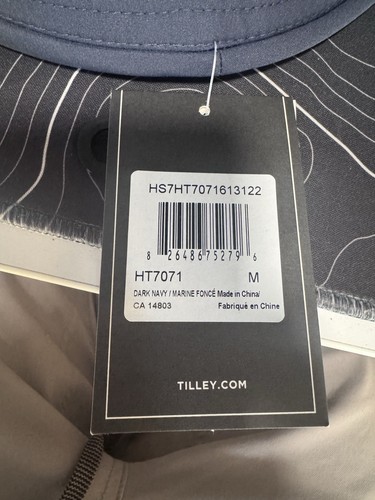 HS7HT7071613122
8 26486 75279 6
HT7071 M
DARK NAVY / MARINE FONCÉ Made in China/
CA 14803 Fabriqué en Chine
TILLEY.COM